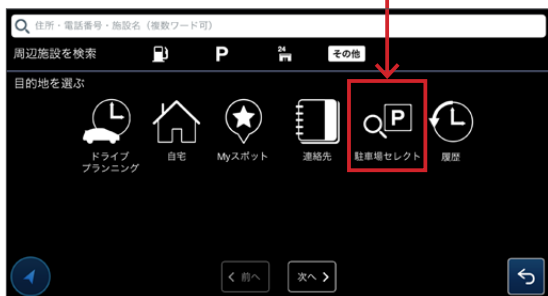 住所・電話番号・施設名（複数ワード可）
周辺施設を検索
P
24
その他
目的地を選ぶ
P
ドライブ
プランニング
自宅
Myスポット
連絡先
駐車場セレクト
履歴
前へ
次へ